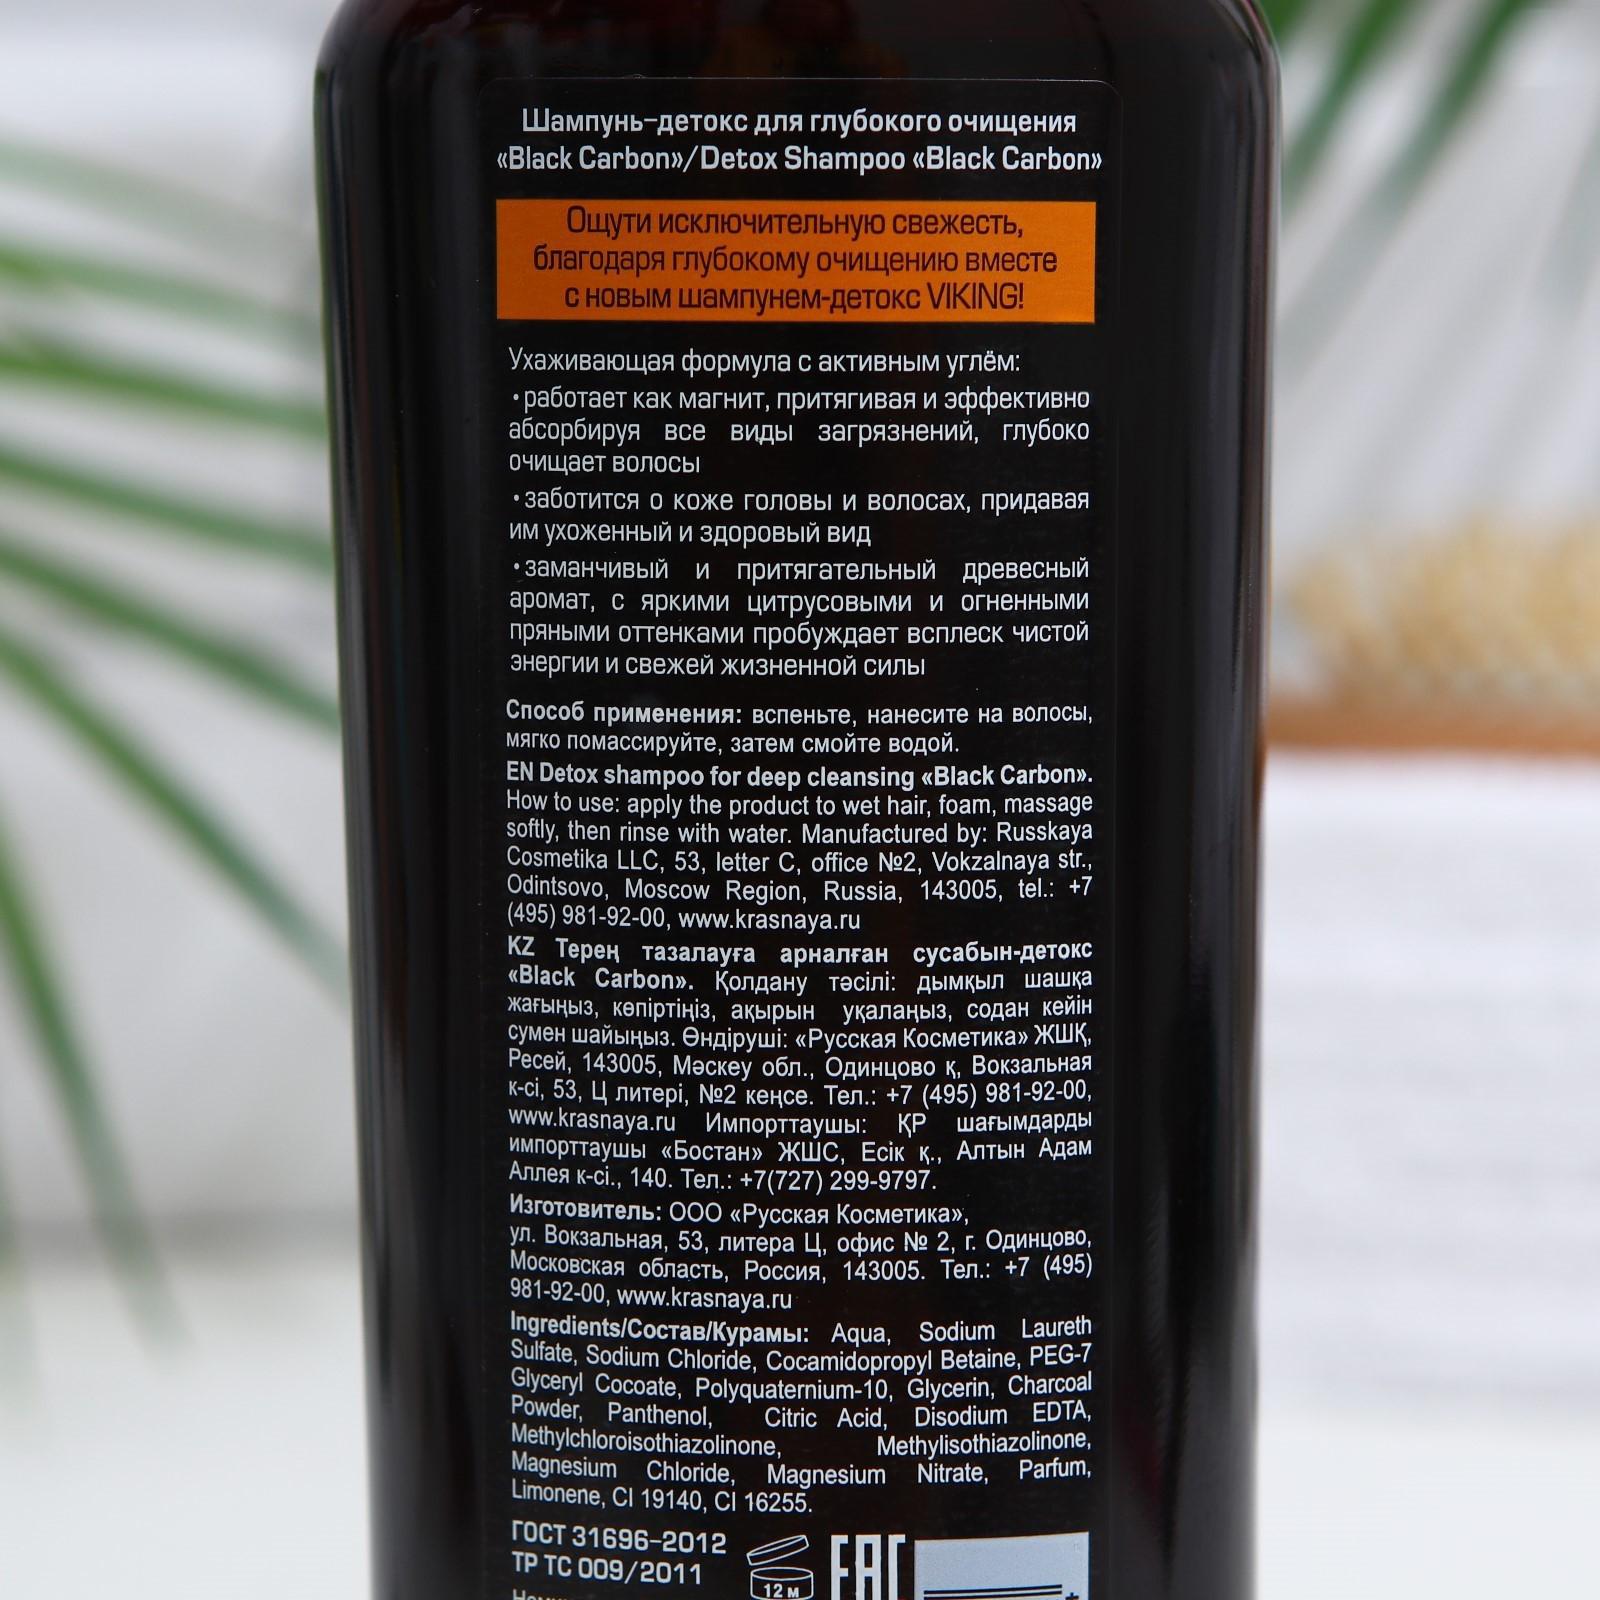 Шампунь-детокс для глубокого очищения
«Black Carbon»/Detox Shampoo «Black Carbon»
Ощути исключительную свежесть,
благодаря глубокому очищению вместе
с новым шампунем-детокс VIKING!
Ухаживающая формула с активным углём:
•работает как магнит, притягивая и эффективно
абсорбируя все виды загрязнений, глубоко
очищает волосы
•заботится о коже головы и волосах, придавая
им ухоженный и здоровый вид
•заманчивый и притягательный древесный
аромат, с яркими цитрусовыми и огненными
пряными оттенками пробуждает всплеск чистой
энергии и свежей жизненной силы
Способ применения: вспеньте, нанесите на волосы,
мягко помассируйте, затем смойте водой.
EN Detox shampoo for deep cleansing «Black Carbon».
How to use: apply the product to wet hair, foam, massage
softly, then rinse with water. Manufactured by: Russkaya
Cosmetika LLC, 53, letter C, office №2, Vokzalnaya str.,
Odintsovo, Moscow Region, Russia, 143005, tel.: +7
(495) 981-92-00, www.krasnaya.ru
KZ Терең тазалауға арналған сусабын-детокс
«Black Carbon». Қолдану тәсілі: дымқыл шашқа
жағыңыз, көпіртіңіз, ақырын уқалаңыз, содан кейін
сумен шайыңыз. Өндіруші: «Русская Косметика» ЖШҚ,
Ресей, 143005, Мәскеу обл., Одинцово қ, Вокзальная
к-сі, 53, Ц литері, №2 кеңсе. Тел.: +7 (495) 981-92-00,
www.krasnaya.ru Импорттаушы: ҚР шағымдарды
импорттаушы «Бостан» ЖШС, Есік қ., Алтын Адам
Аллея к-сі., 140. Тел.: +7(727) 299-9797.
Изготовитель: ООО «Русская Косметика»,
ул. Вокзальная, 53, литера Ц, офис № 2, г. Одинцово,
Московская область, Россия, 143005. Тел.: +7 (495)
981-92-00, www.krasnaya.ru
Ingredients/Состав/Курамы: Aqua, Sodium Laureth
Sulfate, Sodium Chloride, Cocamidopropyl Betaine, PEG-7
Glyceryl Cocoate, Polyquaternium-10, Glycerin, Charcoal
Powder, Panthenol, Citric Acid, Disodium EDTA,
Methylchloroisothiazolinone, Methylisothiazolinone,
Magnesium Chloride, Magnesium Nitrate, Parfum,
Limonene, CI 19140, CI 16255.
ГОСТ 31696-2012
ТР ТС 009/2011
12 м
EAC